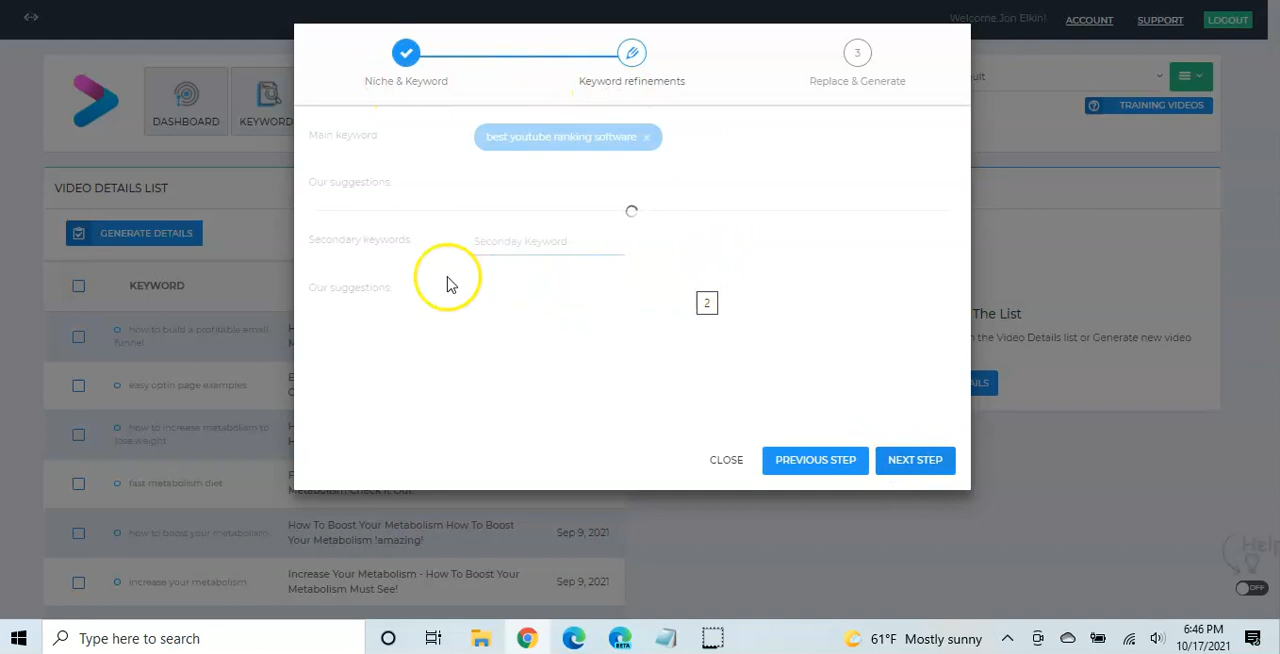 Welcome,Jon Elkin!
ACCOUNT
SUPPORT
LOGOUT
Niche & Keyword
Keyword refinements
3
Replace & Generate
DASHBOARD
KEYWORD
TRAINING VIDEOS
Main keyword
best youtube ranking software ×
Our suggestions:
VIDEO DETAILS LIST
GENERATE DETAILS
Secondary keywords
Seconday Keyword
Our suggestions:
2
KEYWORD
The List
how to build a profitable email
funnel
the Video Details list or Generate new video
easy optin page examples
how to increase metabolism to
lose weight
CLOSE
PREVIOUS STEP
NEXT STEP
fast metabolism diet
Metabolism Check It Out!
how to boost your metabolism
How To Boost Your Metabolism How To Boost
Your Metabolism !amazing!
Sep 9, 2021
increase your metabolism
Increase Your Metabolism - How To Boost Your
Metabolism Must See!
Sep 9, 2021
Help
OFF
Type here to search
BETA
61°F Mostly sunny
6:46 PM
10/17/2021